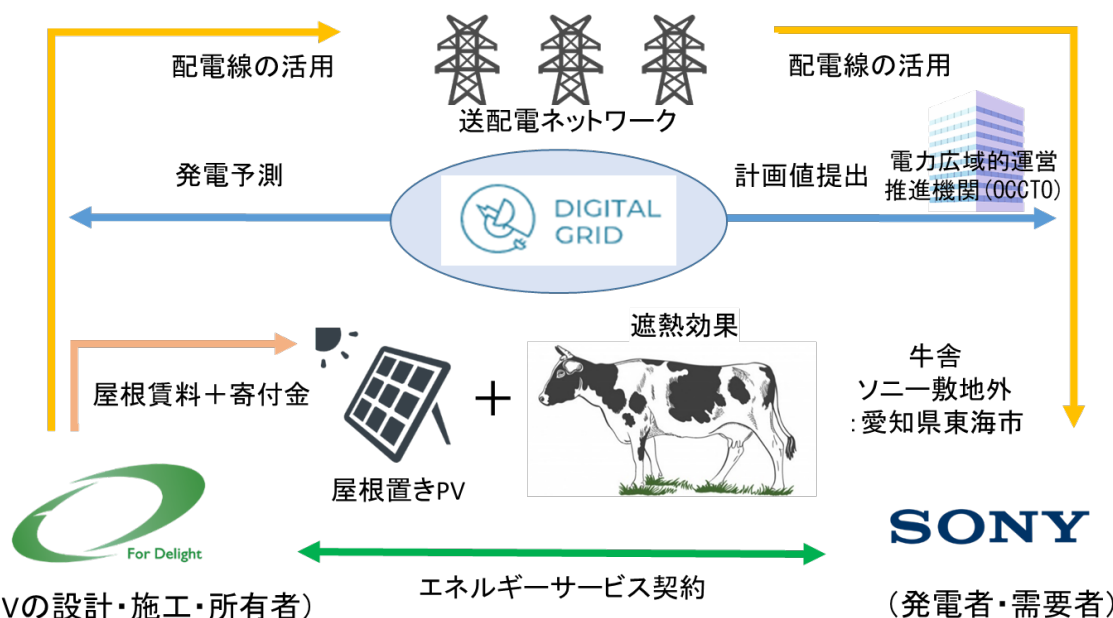 配電線の活用
配電線の活用
送配電ネットワーク
発電予測
DIGITAL
GRID
計画値提出
電力広域的運営
推進機関(OCCTO)
屋根賃料＋寄付金
屋根置きPV
+
遮熱効果
牛舎
ソニー敷地外
:愛知県東海市
For Delight
SONY
エネルギーサービス契約
Vの設計・施工・所有者)
(発電者・需要者)